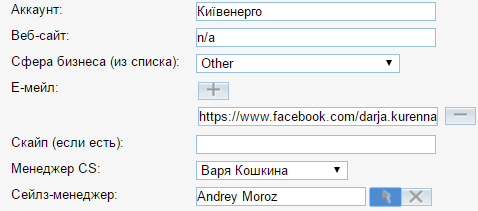 Аккаунт: Київенерго
Веб-сайт: n/a
Сфера бизнеса (из списка): Other
Е-мейл:
https://www.facebook.com/darja.kurenna
Скайп (если есть):
Менеджер CS: Варя Кошкина
Сейлз-менеджер: Andrey Moroz